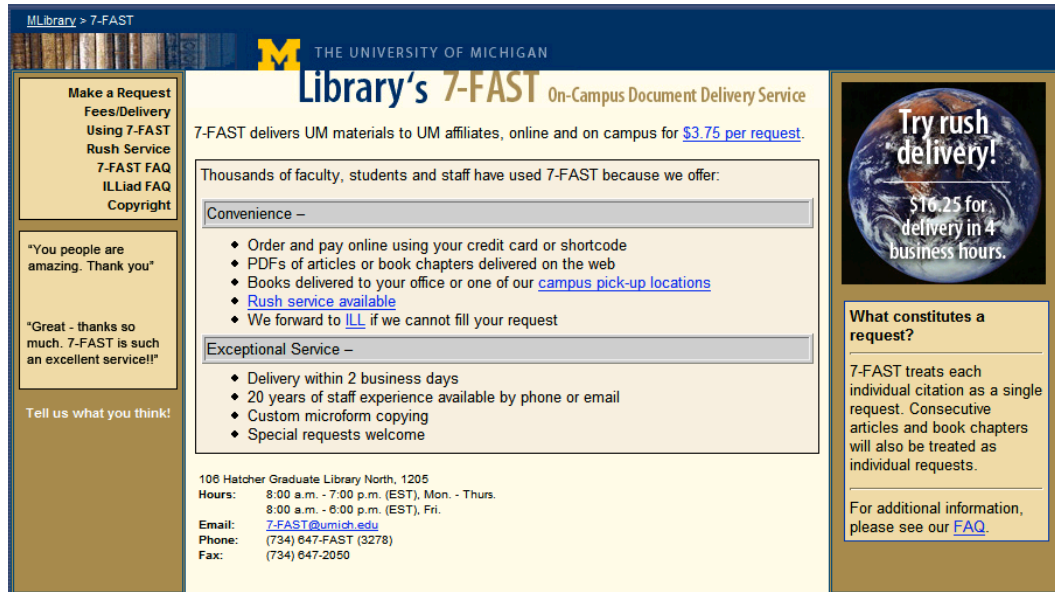 MLibrary > 7-FAST
THE UNIVERSITY OF MICHIGAN
Library's 7-FAST On-Campus Document Delivery Service
Make a Request
Fees/Delivery
Using 7-FAST
Rush Service
7-FAST FAQ
ILLiad FAQ
Copyright
"You people are
amazing. Thank you"
"Great - thanks so
much. 7-FAST is such
an excellent service!!"
Tell us what you think!
7-FAST delivers UM materials to UM affiliates, online and on campus for $3.75 per request.
Thousands of faculty, students and staff have used 7-FAST because we offer:
Convenience –
◆ Order and pay online using your credit card or shortcode
◆ PDFs of articles or book chapters delivered on the web
◆ Books delivered to your office or one of our campus pick-up locations
◆ Rush service available
◆ We forward to ILL if we cannot fill your request
Exceptional Service –
◆ Delivery within 2 business days
◆ 20 years of staff experience available by phone or email
◆ Custom microform copying
◆ Special requests welcome
106 Hatcher Graduate Library North, 1205
Hours: 8:00 a.m. - 7:00 p.m. (EST), Mon. - Thurs.
8:00 a.m. - 6:00 p.m. (EST), Fri.
Email: 7-FAST@umich.edu
Phone: (734) 647-FAST (3278)
Fax: (734) 647-2050
Try rush
delivery!
$16.25 for
delivery in 4
business hours.
What constitutes a
request?
7-FAST treats each
individual citation as a single
request. Consecutive
articles and book chapters
will also be treated as
individual requests.
For additional information,
please see our FAQ.